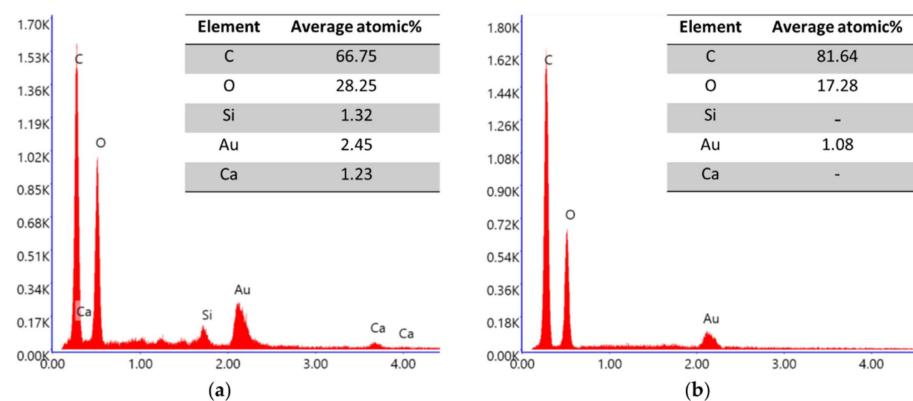 1.70K
1.53K
1.36K
1.19K
1.02K
0.85K
0.68K
0.51K
0.34K
0.17K
0.00K
0.00
1.00
2.00
3.00
4.00
C
O
Ca
Si
Au
Ca
Ca
Element Average atomic%
C 66.75
O 28.25
Si 1.32
Au 2.45
Ca 1.23
(a)
1.80K
1.62K
1.44K
1.26K
1.08K
0.90K
0.72K
0.54K
0.36K
0.18K
0.00K
0.00
1.00
2.00
3.00
4.00
C
O
Au
Element Average atomic%
C 81.64
O 17.28
Si -
Au 1.08
Ca -
(b)